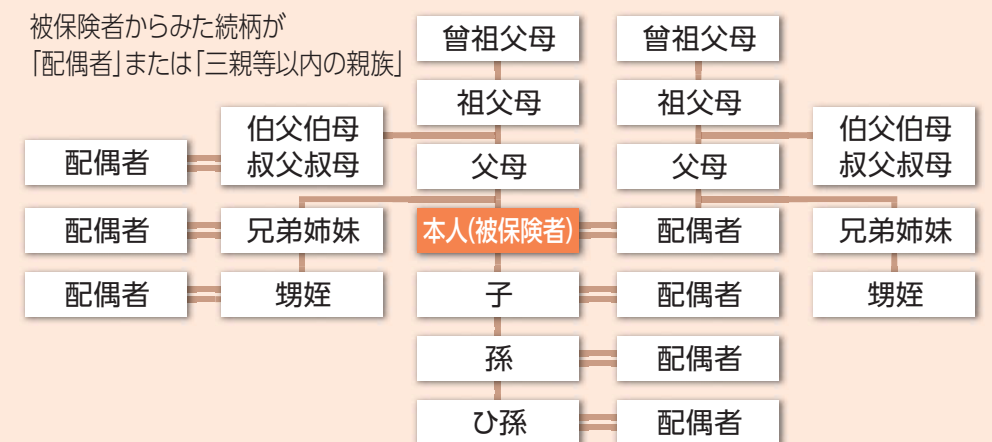 被保険者からみた続柄が
「配偶者」または「三親等以内の親族」
曾祖父母
曾祖父母
祖父母
祖父母
伯父伯母
叔父叔母
伯父伯母
叔父叔母
配偶者
父母
父母
配偶者
兄弟姉妹
本人(被保険者)
配偶者
兄弟姉妹
配偶者
甥姪
子
配偶者
甥姪
孫
配偶者
ひ孫
配偶者